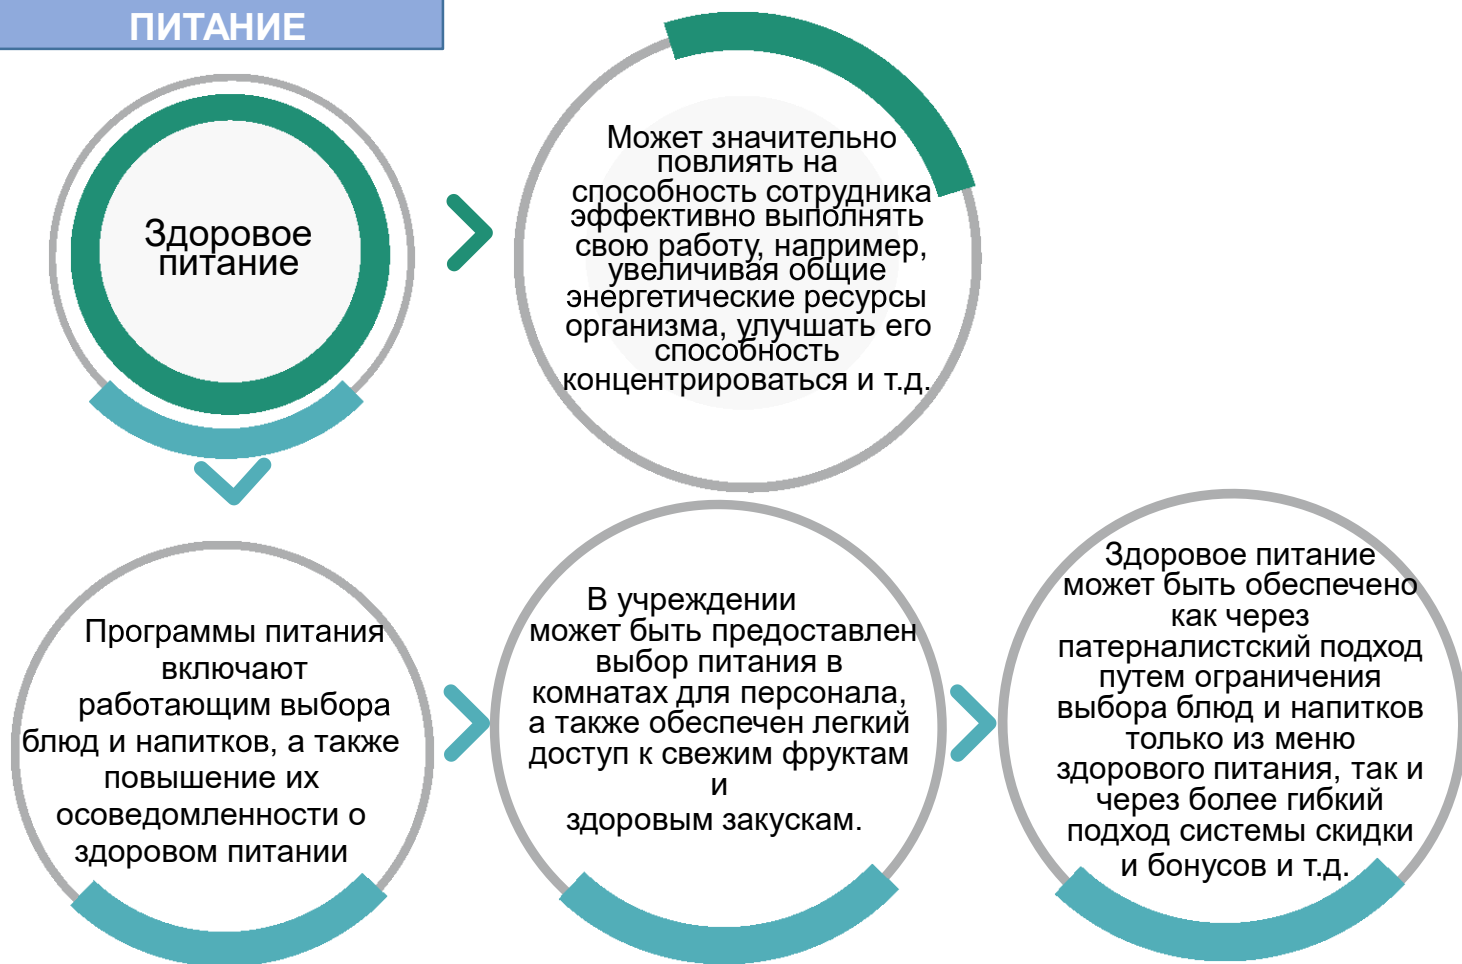 ПИТАНИЕ
Здоровое
питание
Может значительно
повлиять на
способность сотрудника
эффективно выполнять
свою работу, например,
увеличивая общие
энергетические ресурсы
организма, улучшать его
способность
концентрироваться и т.д.
Программы питания
включают
работающим выбора
блюд и напитков, а также
повышение их
осоведомленности о
здоровом питании
В учреждении
может быть предоставлен
выбор питания в
комнатах для персонала,
а также обеспечен легкий
доступ к свежим фруктам
и
здоровым закускам.
Здоровое питание
может быть обеспечено
как через
патерналистский подход
путем ограничения
выбора блюд и напитков
только из меню
здорового питания, так и
через более гибкий
подход системы скидки
и бонусов и т.д.